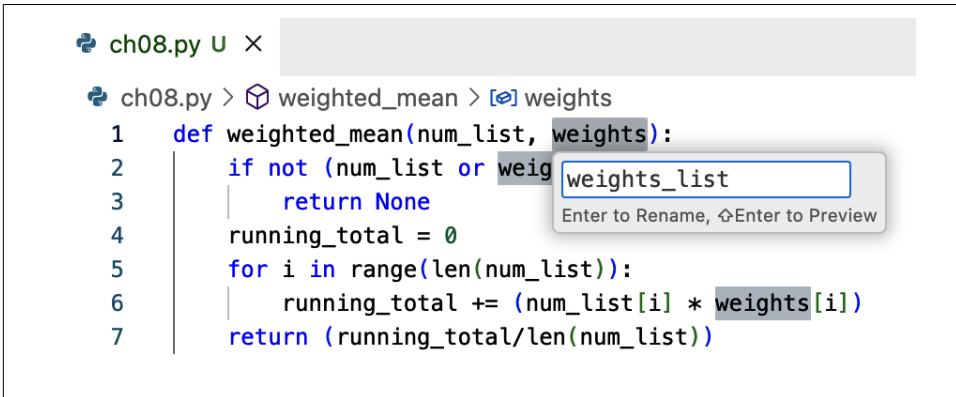 ch08.py U ×
ch08.py > weighted_mean > weights
1 def weighted_mean(num_list, weights):
2 if not (num_list or weig
weights_list
Enter to Rename, ⇧Enter to Preview
3 return None
4 running_total = 0
5 for i in range(len(num_list)):
6 running_total += (num_list[i] * weights[i])
7 return (running_total/len(num_list))